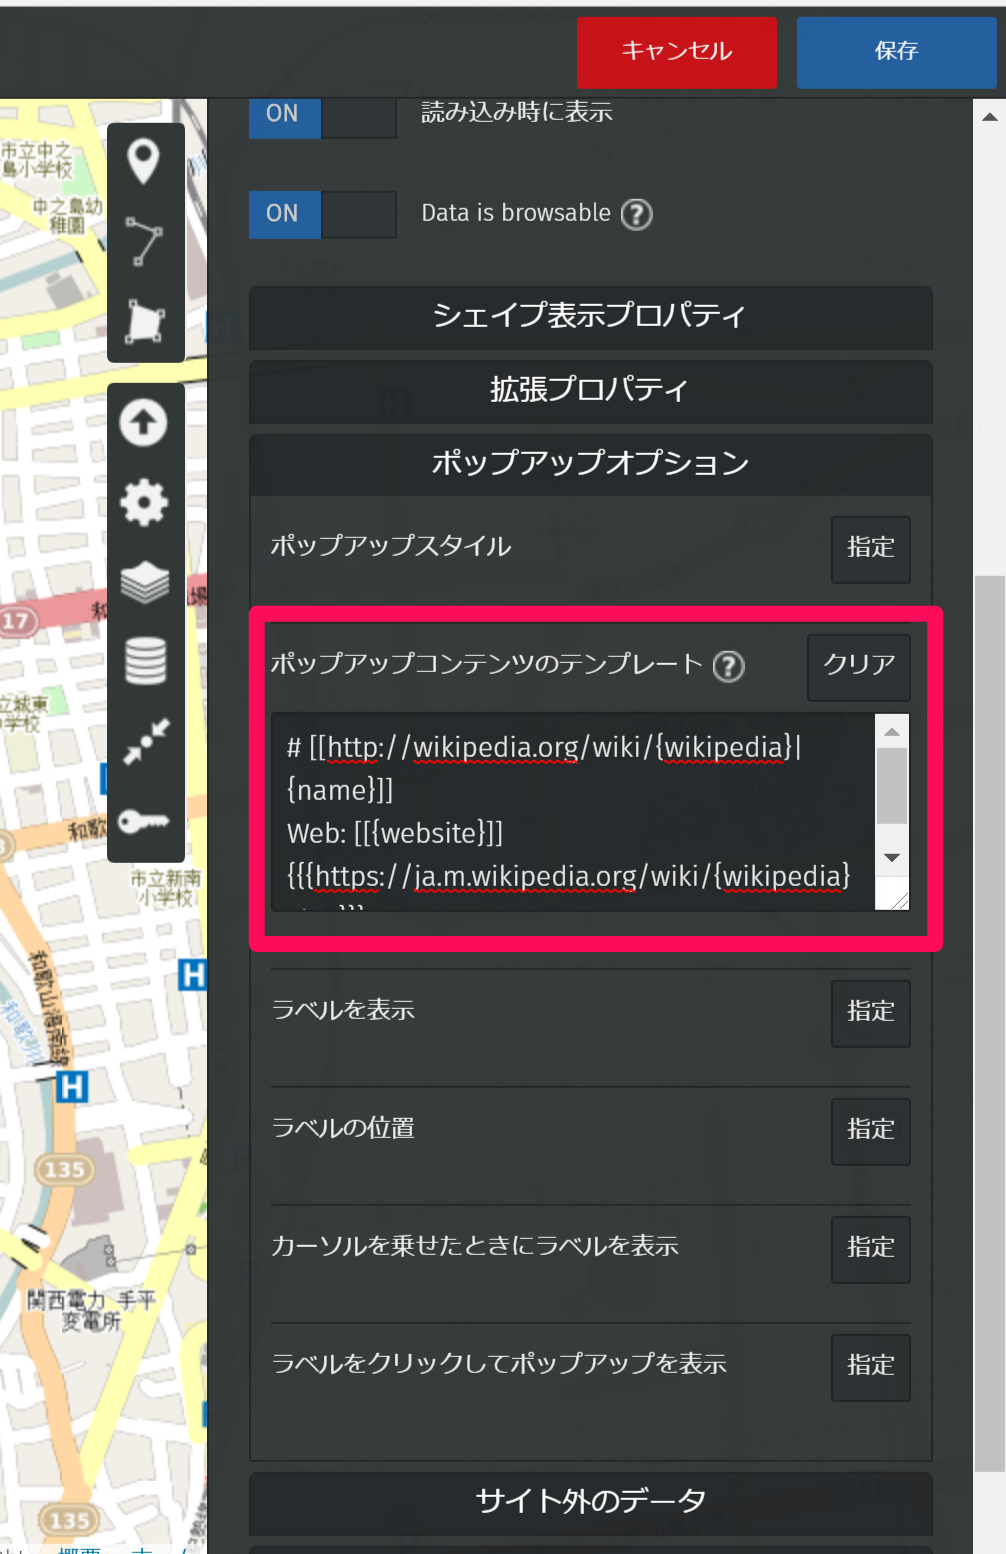 キャンセル
保存
ON
読み込み時に表示
ON
Data is browsable ?
シェイプ表示プロパティ
拡張プロパティ
ポップアップオプション
ポップアップスタイル
指定
ポップアップコンテンツのテンプレート ?
クリア
# [[http://wikipedia.org/wiki/{wikipedia}|
{name}]]
Web: [[{website}]]
{{{https://ja.m.wikipedia.org/wiki/{wikipedia}
ラベルを表示
指定
ラベルの位置
指定
カーソルを乗せたときにラベルを表示
指定
ラベルをクリックしてポップアップを表示
指定
サイト外のデータ
市立中之
島小学校
中之島幼
稚園
17
和
立城東
中学校
和歌
市立新南
小学校
和歌山海南線
H
H
135
関西電力 手平
変電所
135